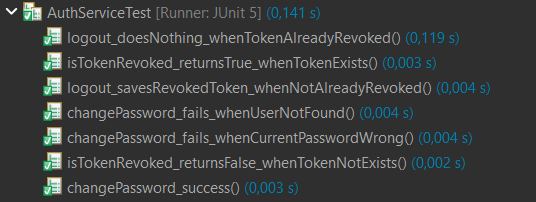 AuthServiceTest [Runner: JUnit 5] (0,141 s)
logout_doesNothing_whenTokenAlreadyRevoked() (0,119 s)
isTokenRevoked_returnsTrue_whenTokenExists() (0,003 s)
logout_savesRevokedToken_whenNotAlreadyRevoked() (0,004 s)
changePassword_fails_whenUserNotFound() (0,004 s)
changePassword_fails_whenCurrentPasswordWrong() (0,004 s)
isTokenRevoked_returnsFalse_whenTokenNotExists() (0,002 s)
changePassword_success() (0,003 s)